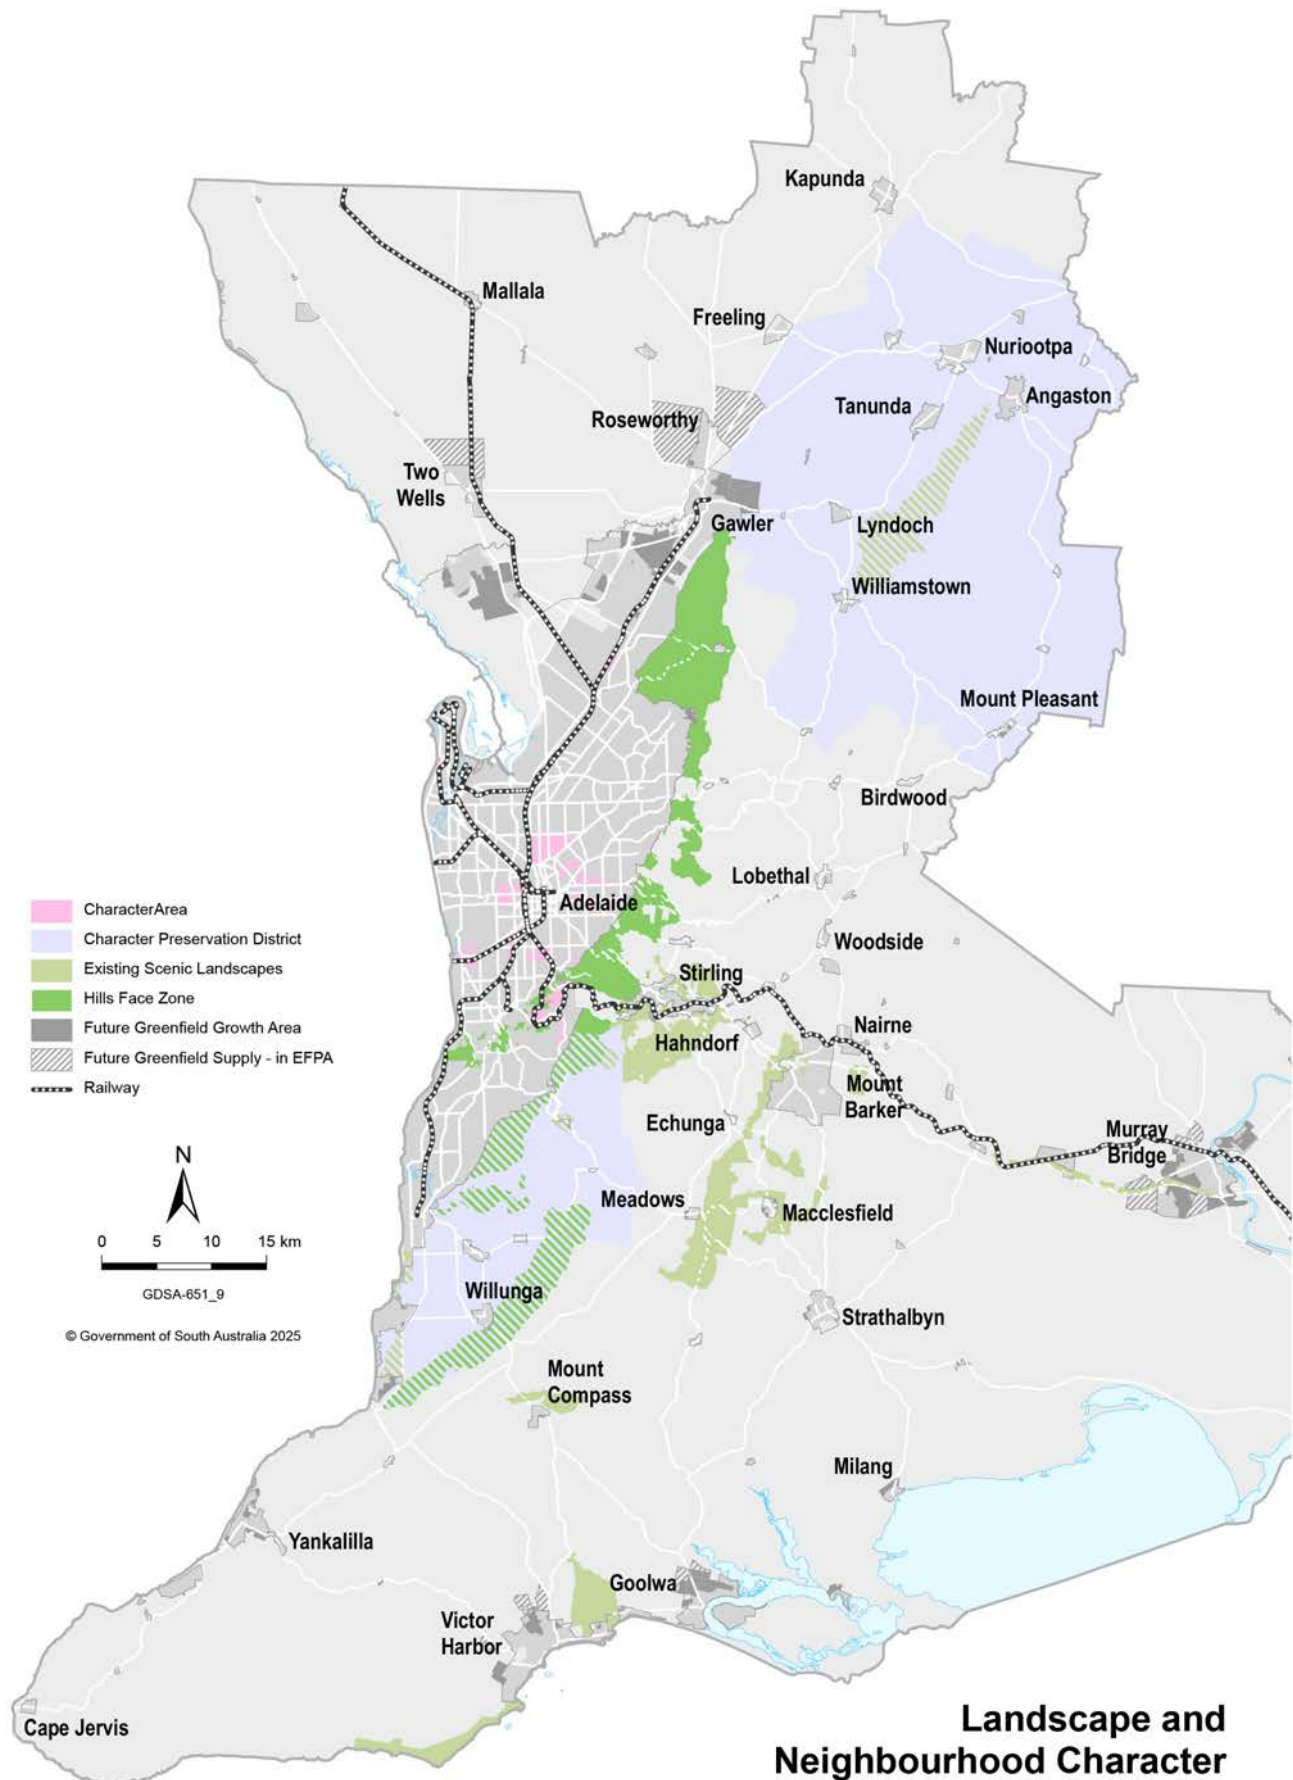 Kapunda
Mallala
Freeling
Nuriootpa
Angaston
Tanunda
Roseworthy
Two
Wells
Gawler
Lyndoch
Williamstown
Mount Pleasant
Birdwood
Lobethal
Adelaide
Woodside
Stirling
Nairne
Hahndorf
Mount
Barker
Echunga
Murray
Bridge
Meadows
Macclesfield
Willunga
Strathalbyn
Mount
Compass
Milang
Yankalilla
Goolwa
Victor
Harbor
Cape Jervis
CharacterArea
Character Preservation District
Existing Scenic Landscapes
Hills Face Zone
Future Greenfield Growth Area
Future Greenfield Supply - in EFPA
Railway
N
0 5 10 15 km
GDSA-651_9
© Government of South Australia 2025
Landscape and
Neighbourhood Character